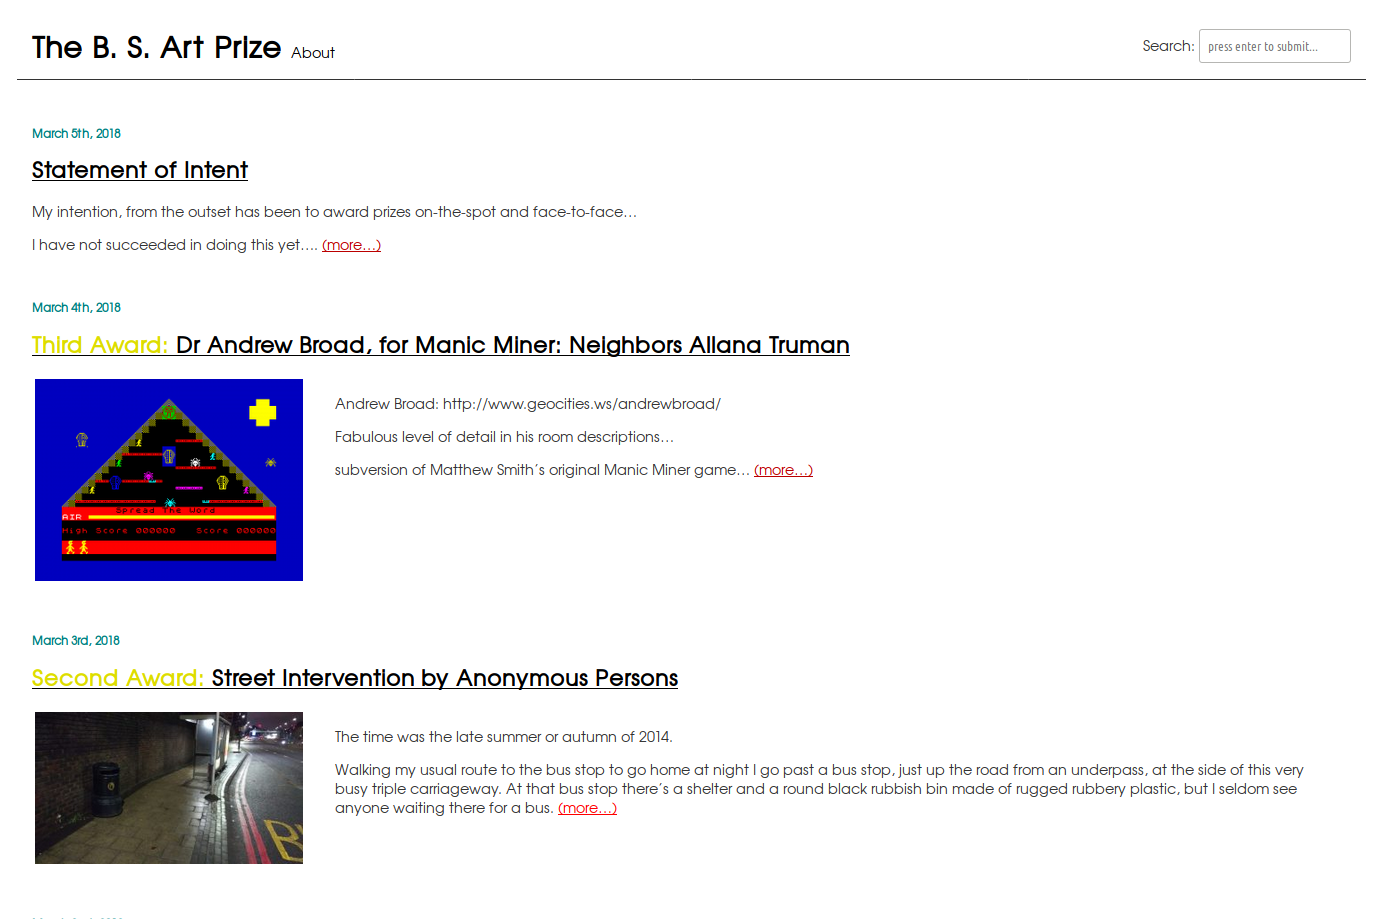 The B. S. Art Prize About
Search: press enter to submit...
March 5th, 2018
Statement of Intent
My intention, from the outset has been to award prizes on-the-spot and face-to-face…
I have not succeeded in doing this yet…. (more…)
March 4th, 2018
Third Award: Dr Andrew Broad, for Manic Miner: Neighbors Allana Truman
Andrew Broad: http://www.geocities.ws/andrewbroad/
Fabulous level of detail in his room descriptions…
subversion of Matthew Smith’s original Manic Miner game… (more…)
Spread The Word
AIR
High Score 000000 Score 000000
March 3rd, 2018
Second Award: Street Intervention by Anonymous Persons
The time was the late summer or autumn of 2014.
Walking my usual route to the bus stop to go home at night I go past a bus stop, just up the road from an underpass, at the side of this very
busy triple carriageway. At that bus stop there’s a shelter and a round black rubbish bin made of rugged rubbery plastic, but I seldom see
anyone waiting there for a bus. (more…)